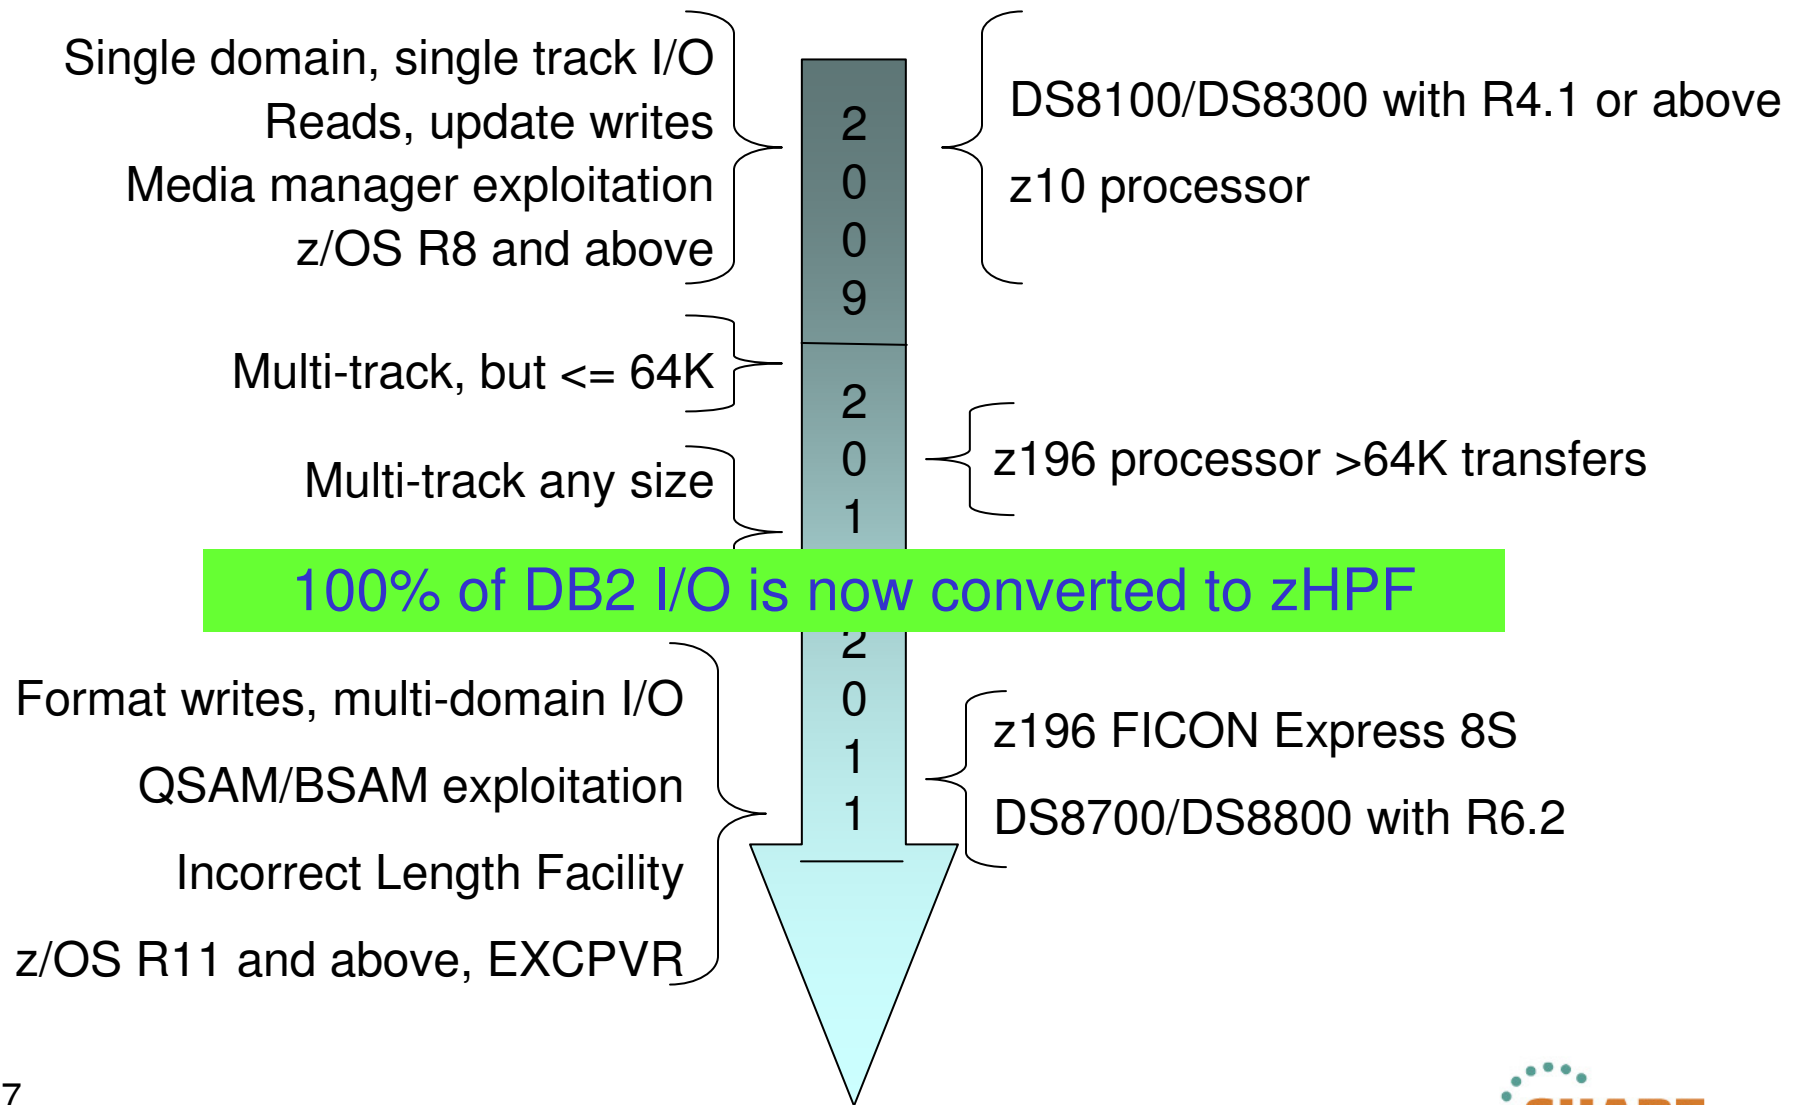 Single domain, single track I/O
Reads, update writes
Media manager exploitation
z/OS R8 and above
2
0
0
9
DS8100/DS8300 with R4.1 or above
z10 processor
Multi-track, but <= 64K
Multi-track any size
2
0
1
z196 processor >64K transfers
100% of DB2 I/O is now converted to zHPF
Format writes, multi-domain I/O
QSAM/BSAM exploitation
Incorrect Length Facility
z/OS R11 and above, EXCPVR
2
0
1
1
z196 FICON Express 8S
DS8700/DS8800 with R6.2
7